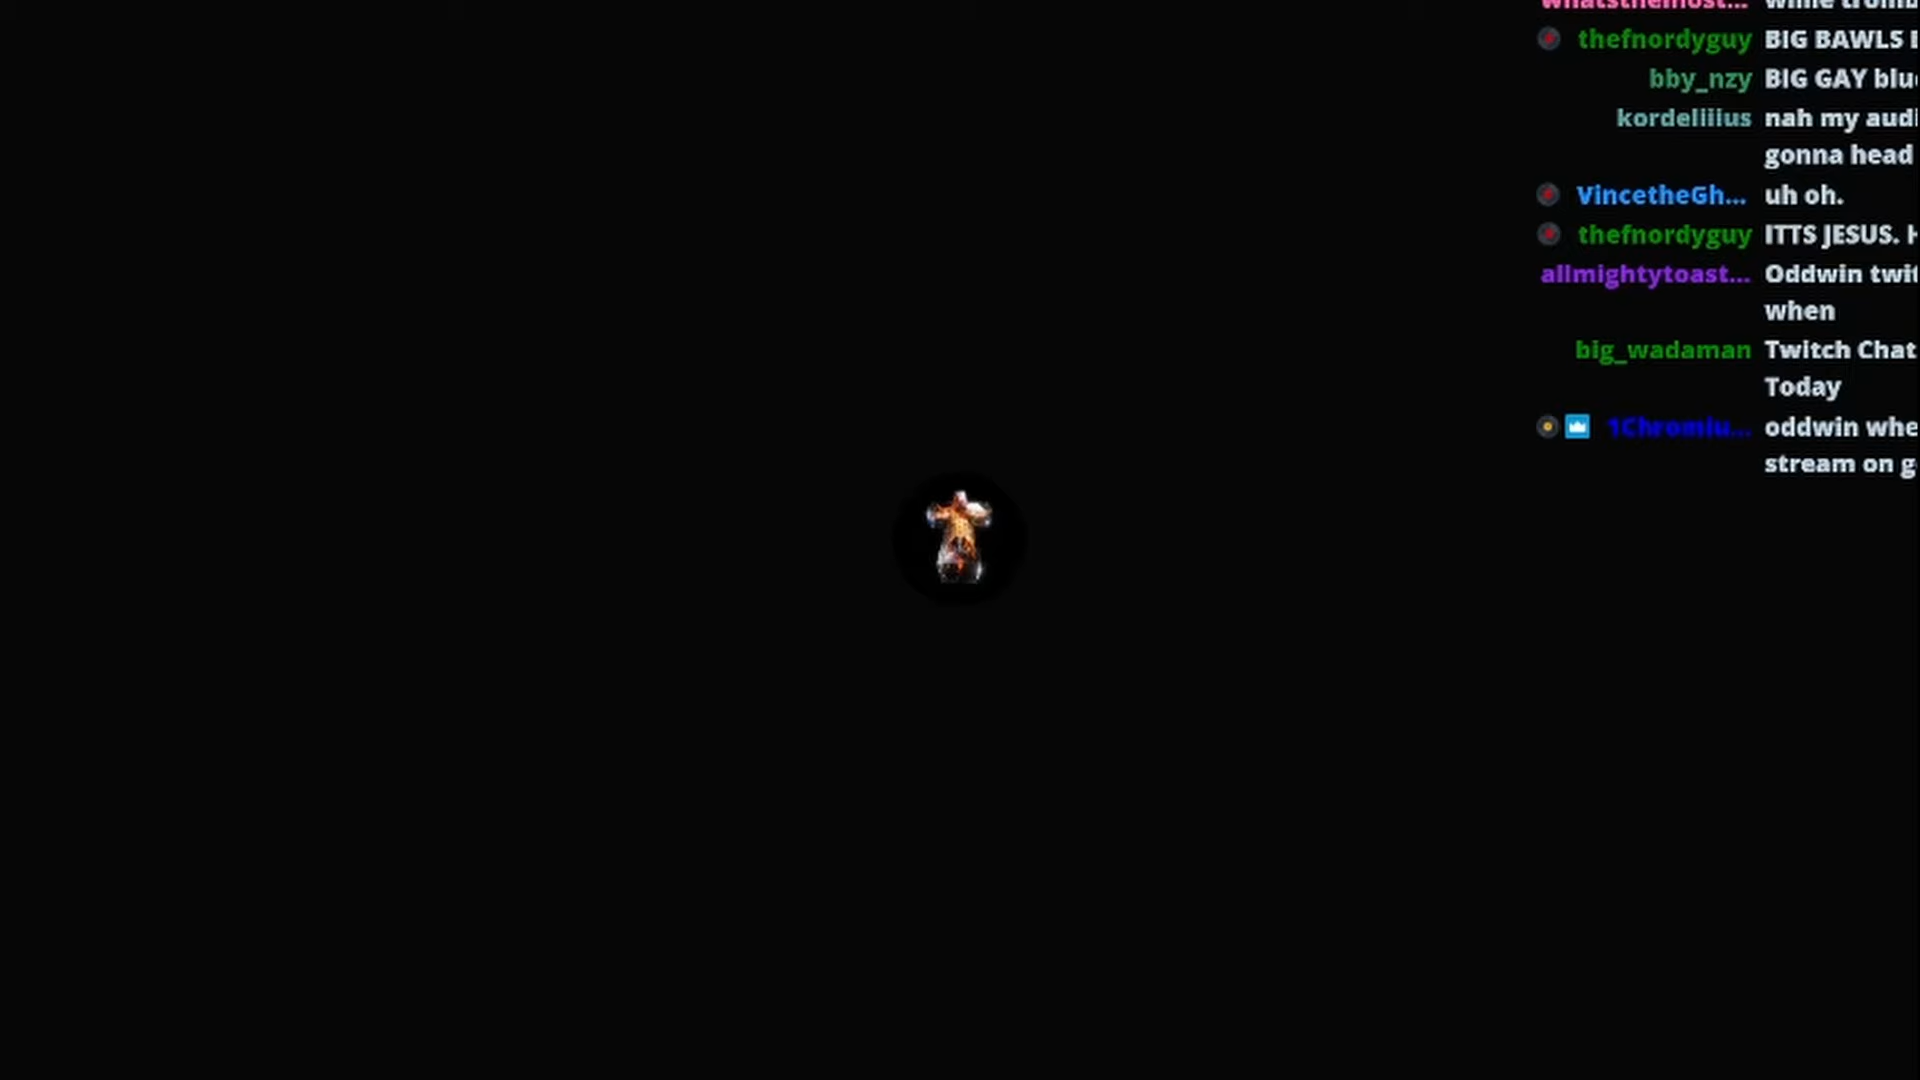 thefnordyguy BIG BAWLS
bby_nzy BIG GAY
kordeliiius nah my
gonna head
VincetheGh... uh oh.
thefnordyguy ITTS JESUS.
allmightytoast... Oddwin
when
big_wadaman Twitch Chat
Today
1Chromiu... oddwin
stream on